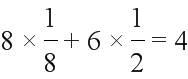 8 × 1/8 + 6 × 1/2 = 4